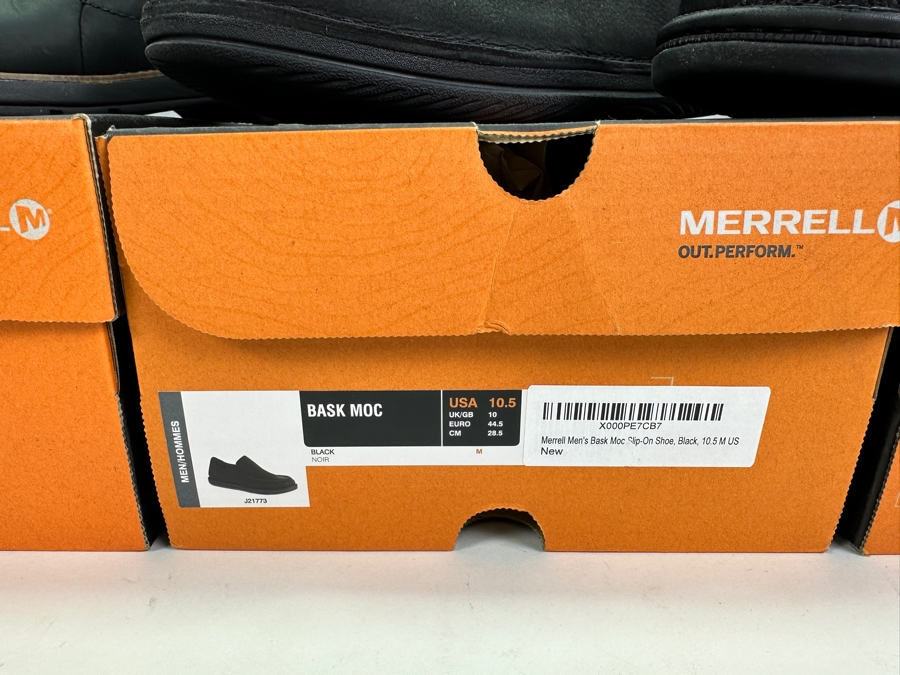 L M
MERRELL M
OUT.PERFORM.™
MEN/HOMMES
J21773
BASK MOC
BLACK
NOIR
USA 10.5
UK/GB 10
EURO 44.5
CM 28.5
M
X000PE7CB7
Merrell Men's Bask Moc Slip-On Shoe, Black, 10.5 M US
New